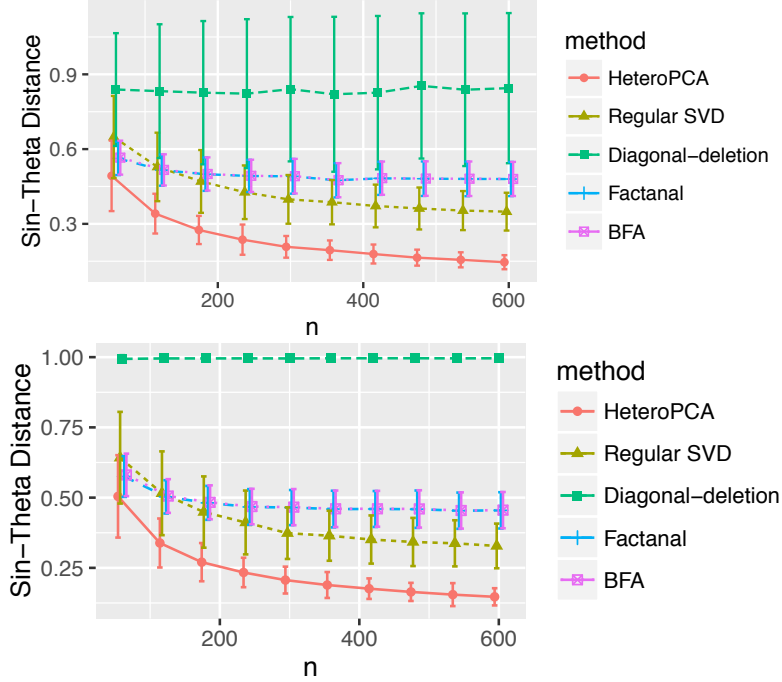 method
HeteroPCA
Regular SVD
Diagonal−deletion
Factanal
BFA
Sin−Theta Distance
0.9
0.6
0.3
200
400
600
n
method
HeteroPCA
Regular SVD
Diagonal−deletion
Factanal
BFA
Sin−Theta Distance
1.00
0.75
0.50
0.25
200
400
600
n